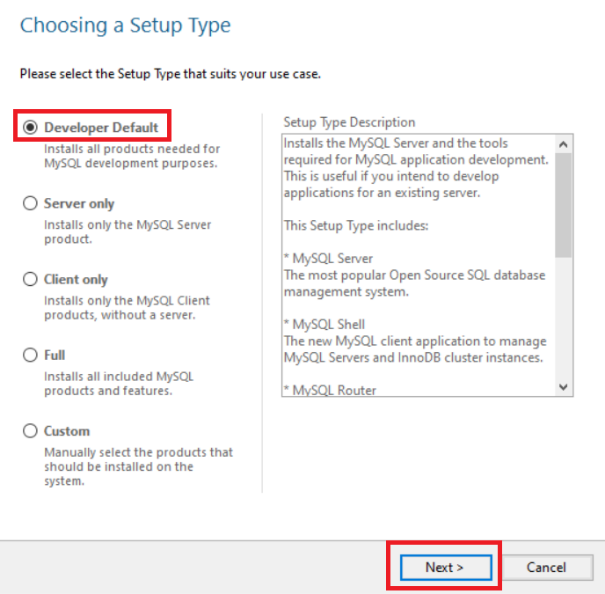 Choosing a Setup Type
Please select the Setup Type that suits your use case.
Developer Default
Installs all products needed for
MySQL development purposes.
Server only
Installs only the MySQL Server
product.
Client only
Installs only the MySQL Client
products, without a server.
Full
Installs all included MySQL
products and features.
Custom
Manually select the products that
should be installed on the
system.
Setup Type Description
Installs the MySQL Server and the tools
required for MySQL application development.
This is useful if you intend to develop
applications for an existing server.
This Setup Type includes:
* MySQL Server
The most popular Open Source SQL database
management system.
* MySQL Shell
The new MySQL client application to manage
MySQL Servers and InnoDB cluster instances.
* MySQL Router
Next >
Cancel